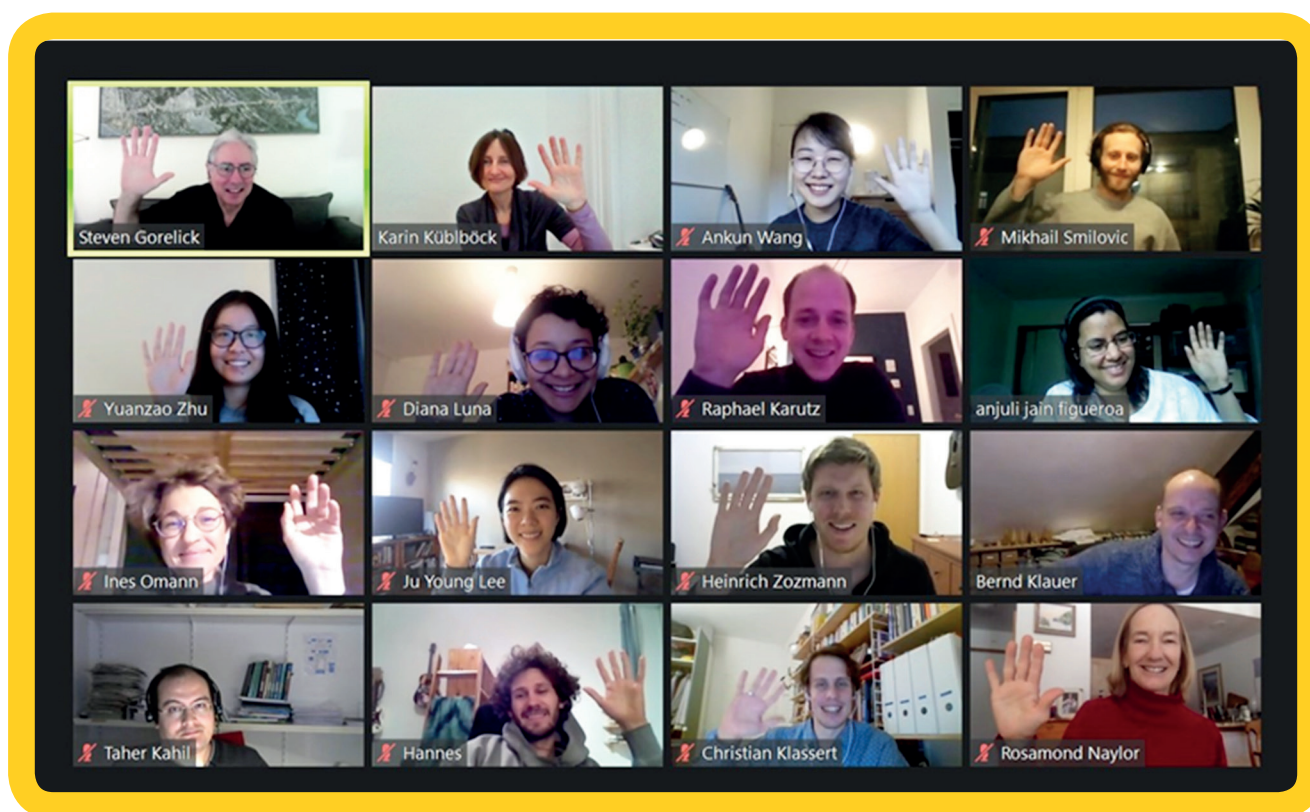 Steven Gorelick
Karin Küblböck
Ankun Wang
Mikhail Smilovic
Yuanzao Zhu
Diana Luna
Raphael Karutz
anjuli jain figueroa
Ines Omann
Ju Young Lee
Heinrich Zozmann
Bernd Klauer
Taher Kahil
Hannes
Christian Klassert
Rosamond Naylor